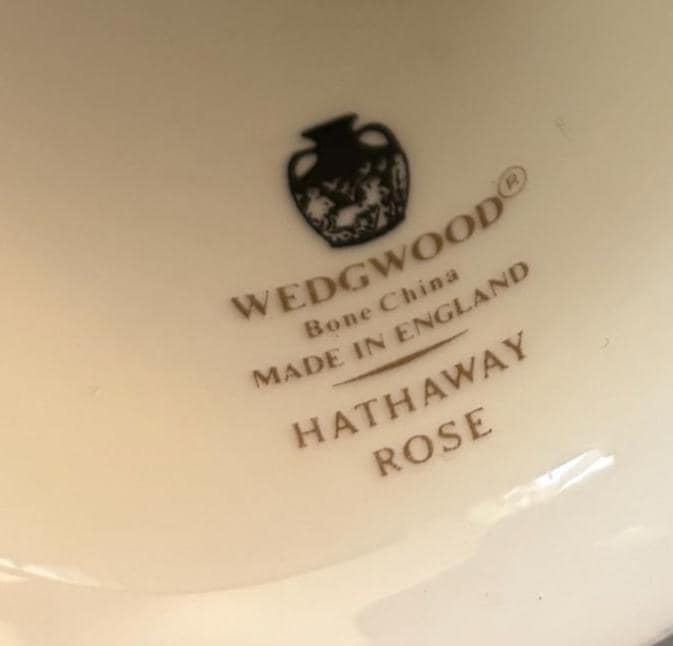 WEDGWOOD®
Bone China
MADE IN ENGLAND
HATHAWAY
ROSE